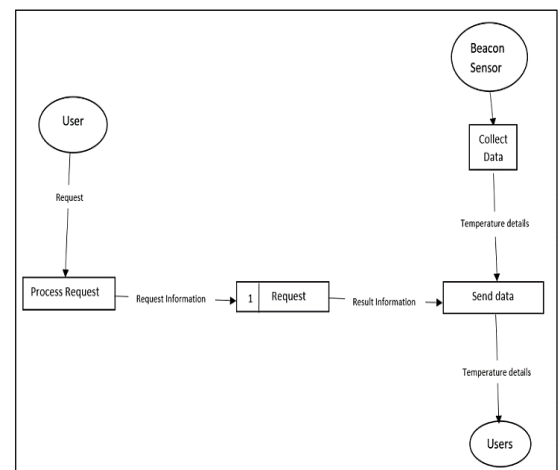 Beacon
Sensor
User
Collect
Data
Request
Temperature details
Process Request
Request Information
1 Request
Result Information
Send data
Temperature details
Users